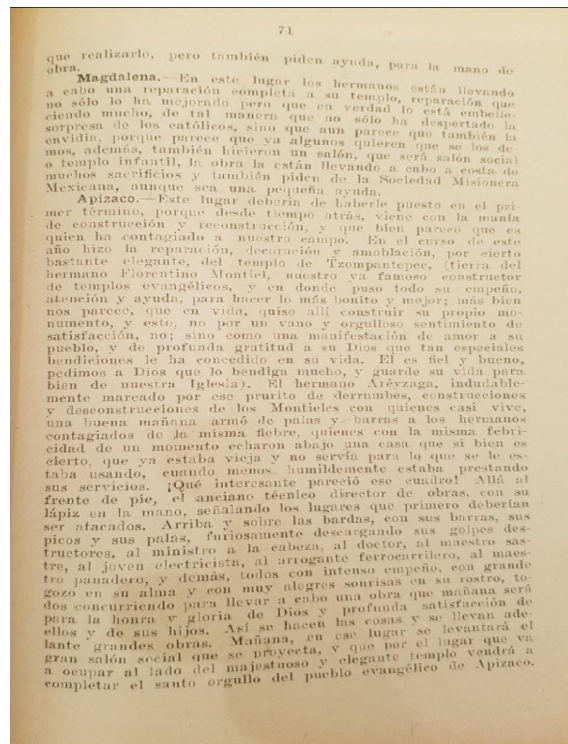 71
que realizarlo, pero también piden ayuda, para la mano de
obra.
Magdalena.—En este lugar los hermanos están llevando
a cabo una reparación completa a su templo, reparación que
no sólo lo ha mejorado pero que en verdad lo está embelle-
ciendo mucho, de tal manera que no sólo ha despertado la
sorpresa de los católicos, sino que aun parece que también la
envidia, porque parece que ya algunos quieren que se los de-
mos, además, también hicieron un salón, que será salón social
o templo infantil, la obra la están llevando a cabo a costa de
muchos sacrificios y también piden de la Sociedad Misionera
Mexicana, aunque sea una pequeña ayuda.
Apizaco.—Este lugar debería de haberle puesto en el pri-
mer término, porque desde tiempo atrás, viene con la manía
de construcción y reconstrucción, y que bien parece que es
quien ha contagiado a nuestro campo. En el curso de este
año hizo la reparación, decoración y amoblación, por cierto
bastante elegante, del templo de Tzompantepec, (tierra del
hermano Florentino Montiel, nuestro ya famoso constructor
de templos evangélicos, y en donde puso todo su empeño,
atención y ayuda, para hacer lo más bonito y mejor; más bien
nos parece, que en vida, quiso allí construir su propio mo-
numento, y esto, no por un vano y orgulloso sentimiento de
satisfacción, no; sino como una manifestación de amor a su
pueblo, y de profunda gratitud a su Dios que tan especiales
bendiciones le ha concedido en su vida. El es fiel y bueno,
pedimos a Dios que lo bendiga mucho, y guarde su vida para
bien de nuestra Iglesia). El hermano Aréyzaga, indudable-
mente mareado por ese prurito de derrumbes, construcciones
y desconstrucciones de los Montieles con quienes casi vive,
una buena mañana armó de palas y barras a los hermanos
contagiados de la misma fiebre, quienes con la misma febri-
cidad de un momento echaron abajo una casa que si bien es
cierto, que ya estaba vieja y no servía para lo que se le es-
taba usando, cuando menos humildemente estaba prestando
sus servicios. ¡Qué interesante pareció ese cuadro! Allá al
frente de pie, el anciano técnico director de obras, con su
lápiz en la mano, señalando los lugares que primero deberían
ser atacados. Arriba y sobre las bardas, con sus barras, sus
picos y sus palas, furiosamente descargando sus golpes des-
tructores, al ministro a la cabeza, al doctor, al maestro sas-
tre, al joven electricista, al arrogante ferrocarrilero, al maes-
tro panadero, y demás, todos con intenso empeño, con grande
gozo en su alma y con muy alegres sonrisas en su rostro, to-
dos concurriendo para llevar a cabo una obra que mañana será
para la honra y gloria de Dios y profunda satisfacción de
ellos y de sus hijos. Así se hacen las cosas y se llevan ade-
lante grandes obras. Mañana, en ese lugar se levantará el
gran salón social que se proyecta, y que por el lugar que va
a ocupar al lado del majestuoso y elegante templo vendrá a
completar el santo orgullo del pueblo evangélico de Apizaco.